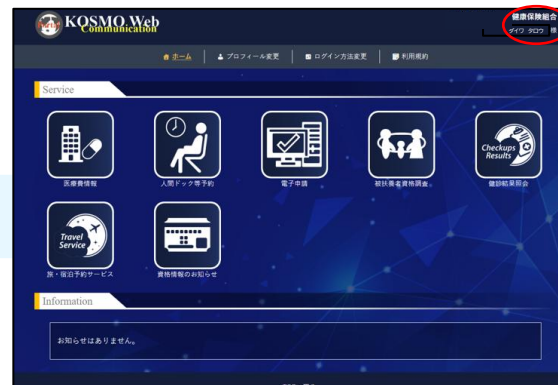 KOSMO Web
Communication
健康保険組合
ダイワ タロウ 様
ホーム
プロフィール変更
ログイン方法変更
利用規約
Service
医療費情報
人間ドック等予約
電子申請
被扶養者資格調査
Checkups
Results
健診結果照会
Travel
Service
旅・宿泊予約サービス
資格情報のお知らせ
Information
お知らせはありません。